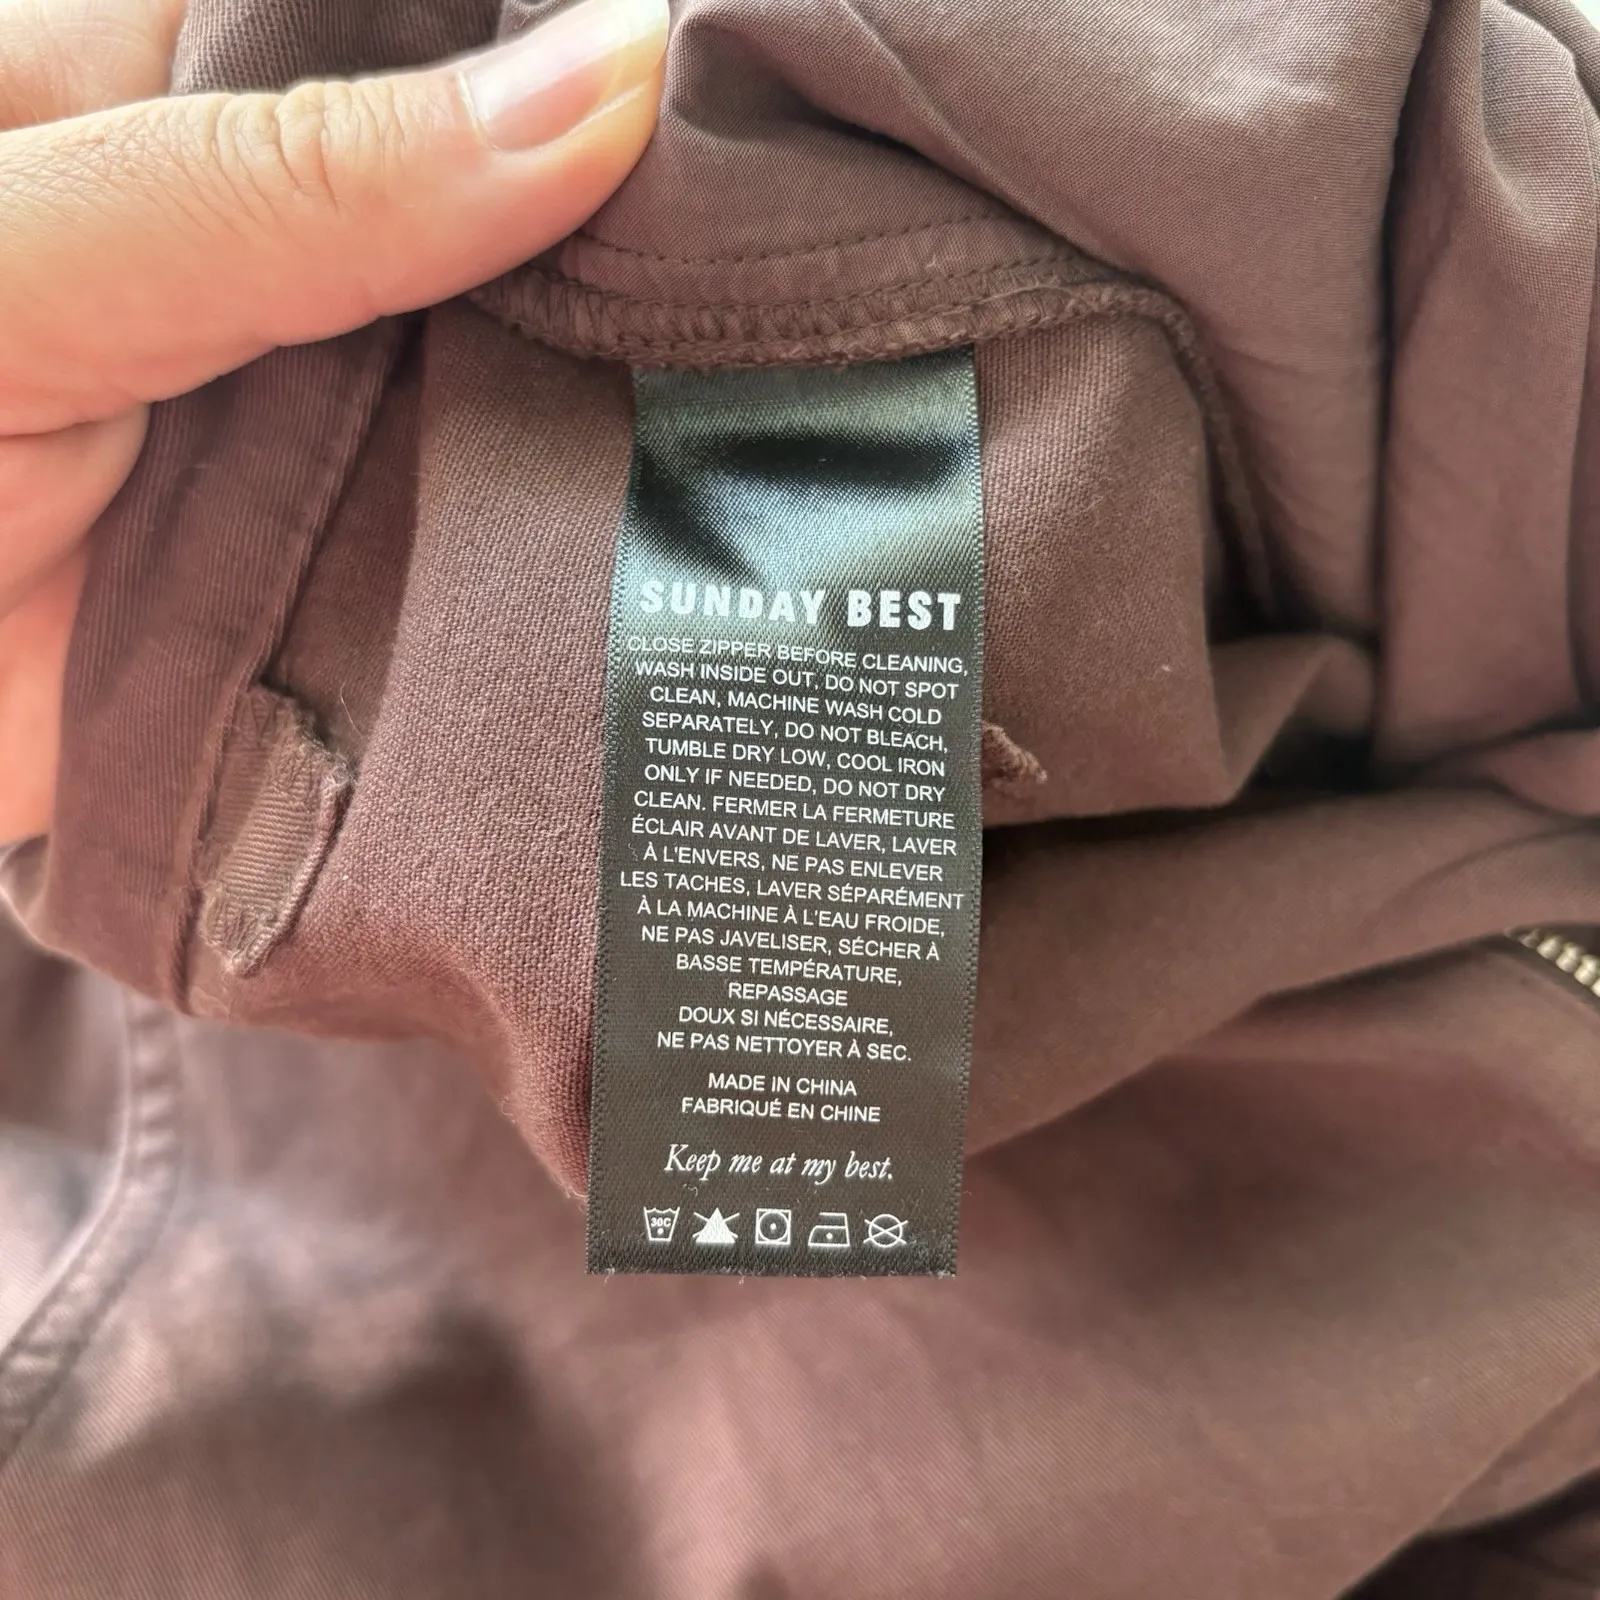 SUNDAY BEST
CLOSE ZIPPER BEFORE CLEANING,
WASH INSIDE OUT, DO NOT SPOT
CLEAN, MACHINE WASH COLD
SEPARATELY, DO NOT BLEACH,
TUMBLE DRY LOW, COOL IRON
ONLY IF NEEDED, DO NOT DRY
CLEAN. FERMER LA FERMETURE
ÉCLAIR AVANT DE LAVER, LAVER
À L'ENVERS, NE PAS ENLEVER
LES TACHES, LAVER SÉPARÉMENT
À LA MACHINE À L'EAU FROIDE,
NE PAS JAVELISER, SÉCHER À
BASSE TEMPÉRATURE,
REPASSAGE
DOUX SI NÉCESSAIRE,
NE PAS NETTOYER À SEC.
MADE IN CHINA
FABRIQUÉ EN CHINE
Keep me at my best.
30C